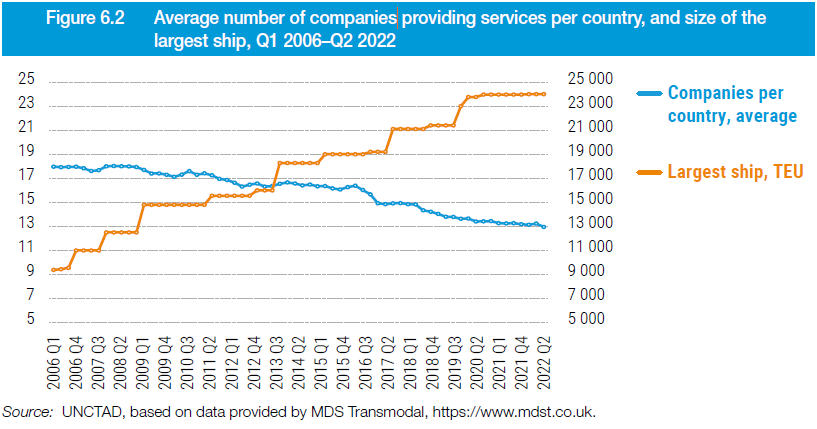 Figure 6.2 Average number of companies providing services per country, and size of the
largest ship, Q1 2006–Q2 2022
25 25 000
23 23 000
21 21 000
19 19 000
17 17 000
15 15 000
13 13 000
11 11 000
9 9 000
7 7 000
5 5 000
Companies per
country, average
Largest ship, TEU
2006 Q1
2006 Q4
2007 Q3
2008 Q2
2009 Q1
2009 Q4
2010 Q3
2011 Q2
2012 Q1
2012 Q4
2013 Q3
2014 Q2
2015 Q1
2015 Q4
2016 Q3
2017 Q2
2018 Q1
2018 Q4
2019 Q3
2020 Q2
2021 Q1
2021 Q4
2022 Q2
Source: UNCTAD, based on data provided by MDS Transmodal, https://www.mdst.co.uk.